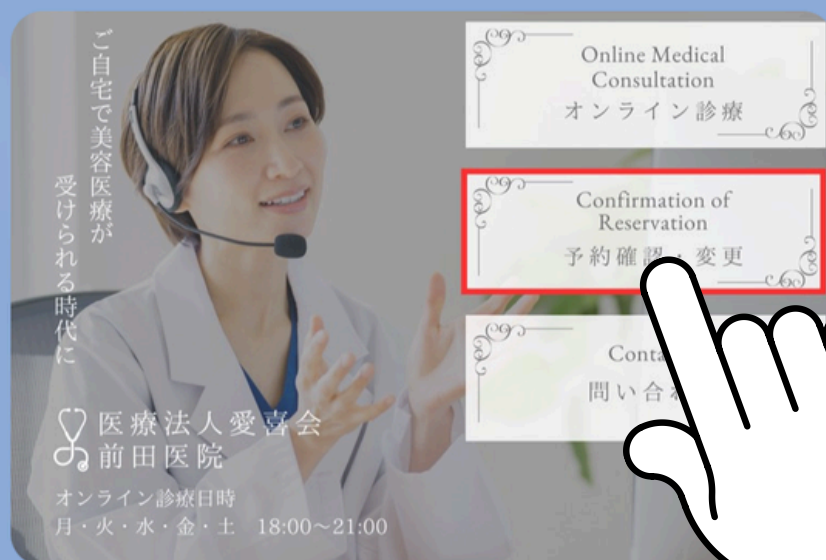 ご自宅で美容医療が
受けられる時代に
医療法人愛喜会
前田医院
オンライン診療日時
月・火・水・金・土 18:00～21:00
Online Medical
Consultation
オンライン診療
Confirmation of
Reservation
予約確認・変更
問い合